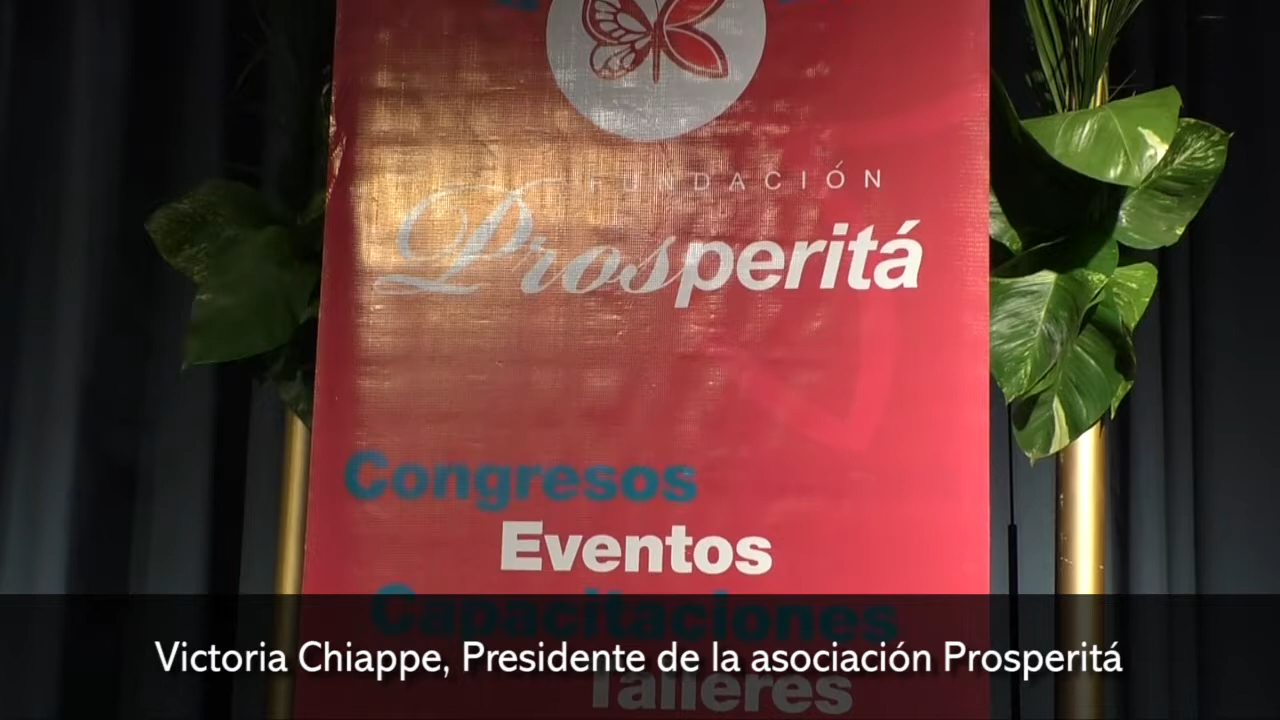 FUNDACIÓN
Prosperitá
Congresos
Eventos
Capacitaciones
Talleres
Victoria Chiappe, Presidente de la asociación Prosperitá